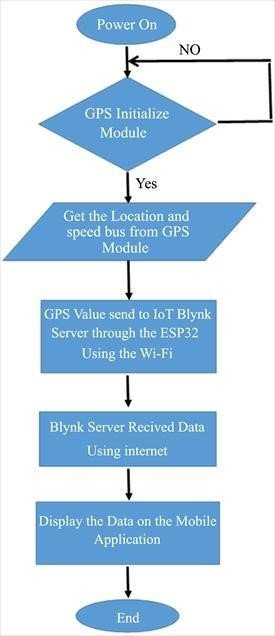 Power On
NO
GPS Initialize
Module
Yes
Get the Location and
speed bus from GPS
Module
GPS Value send to IoT Blynk
Server through the ESP32
Using the Wi-Fi
Blynk Server Recived Data
Using internet
Display the Data on the Mobile
Application
End